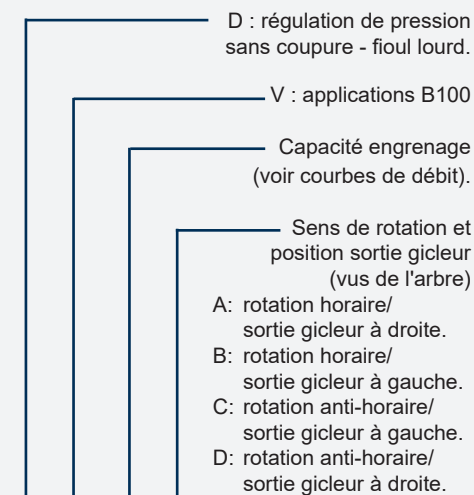 D : régulation de pression
sans coupure - fioul lourd.
V : applications B100
Capacité engrenage
(voir courbes de débit).
Sens de rotation et
position sortie gicleur
(vus de l'arbre)
A: rotation horaire/
sortie gicleur à droite.
B: rotation horaire/
sortie gicleur à gauche.
C: rotation anti-horaire/
sortie gicleur à gauche.
D: rotation anti-horaire/
sortie gicleur à droite.